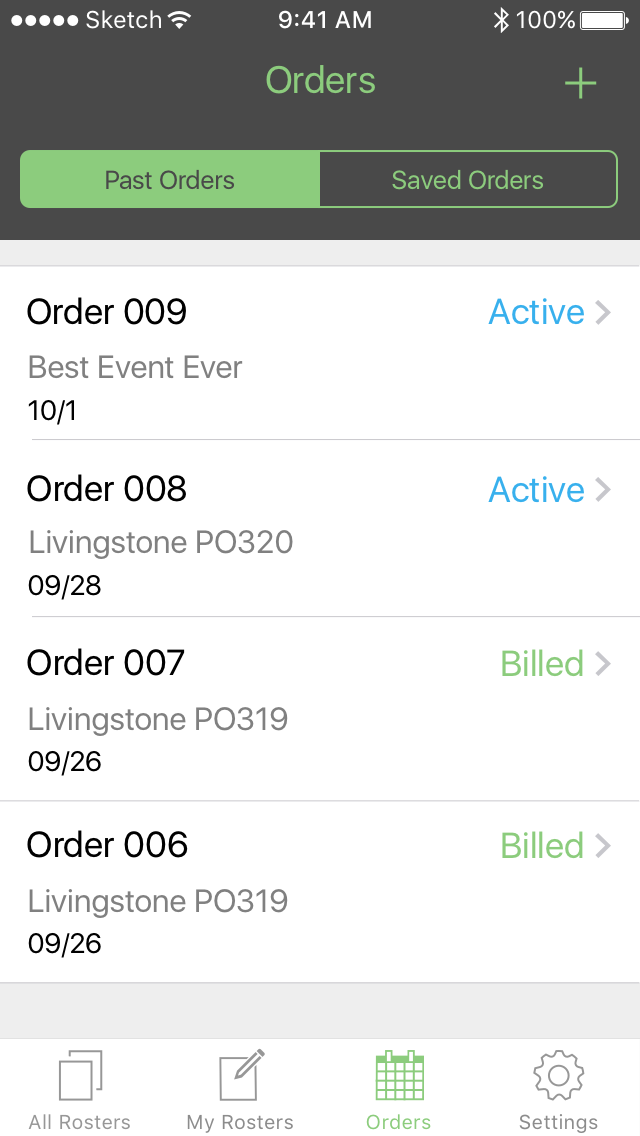 Sketch 9:41 AM 100%
Orders
Past Orders Saved Orders
Order 009 Active
Best Event Ever
10/1
Order 008 Active
Livingstone PO320
09/28
Order 007 Billed
Livingstone PO319
09/26
Order 006 Billed
Livingstone PO319
09/26
All Rosters My Rosters Orders Settings